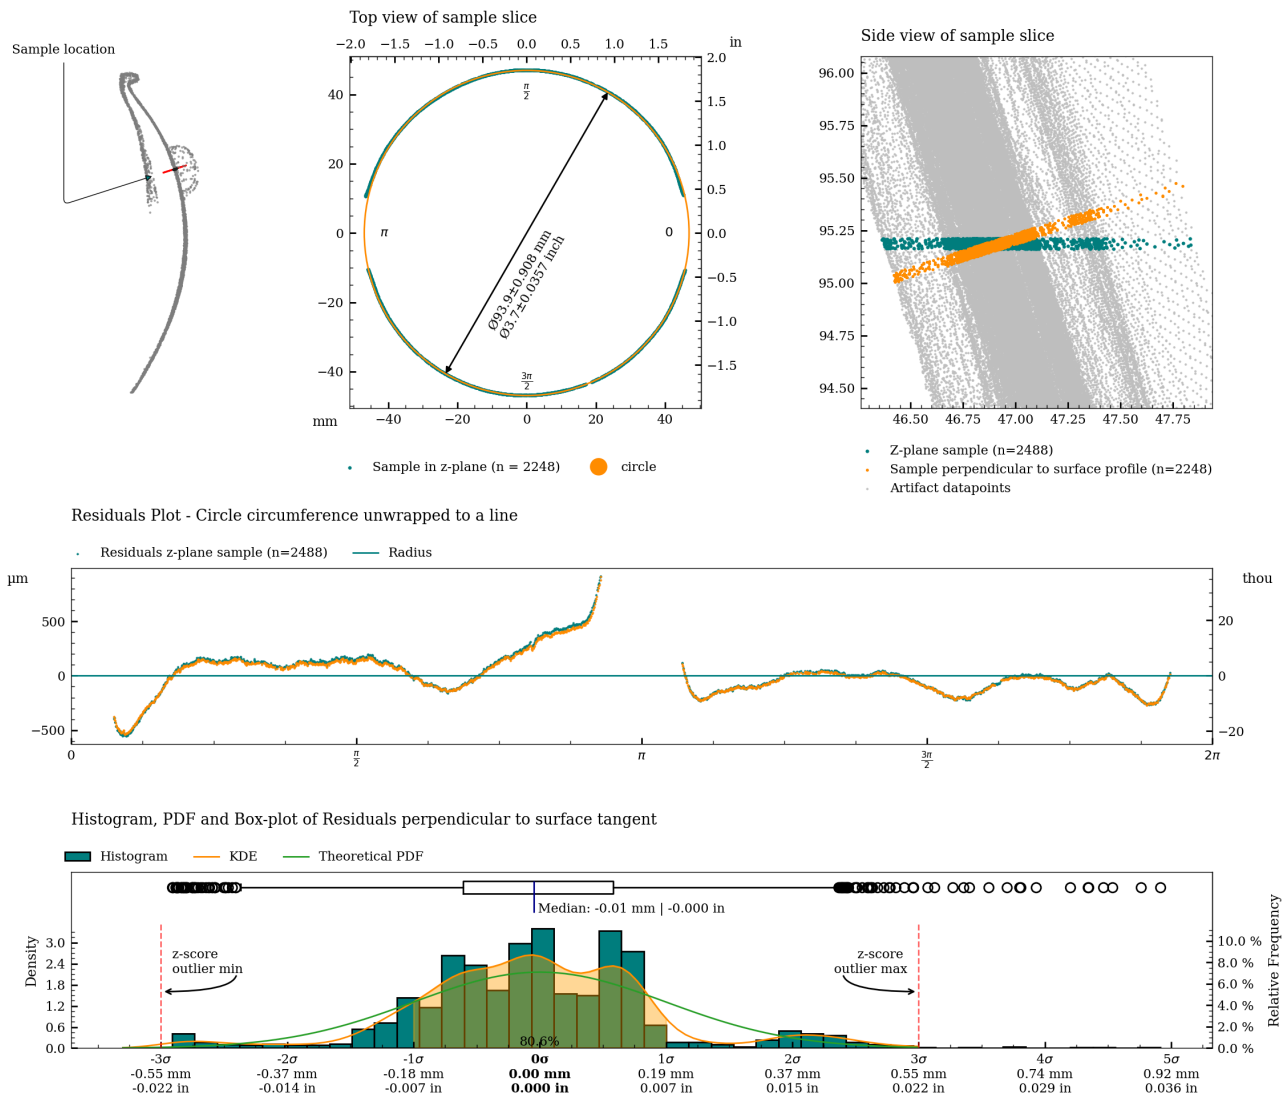 Sample location
Top view of sample slice
−2.0 −1.0 −1.0 −0.5 0.0 0.5 1.0 1.5 in
2.0
1.5
1.0
0.5
0.0
−0.5
−1.0
−1.5
40
20
0
−20
−40
mm
−40 −20 0 20 40
π/2
π
0
3π/2
Ø93.9±0.908 mm
Ø3.7±0.0357 inch
Sample in z-plane (n = 2248)
circle
Side view of sample slice
96.00
95.75
95.50
95.25
95.00
94.75
94.50
46.50 46.75 47.00 47.25 47.50 47.75
Z-plane sample (n=2488)
Sample perpendicular to surface profile (n=2248)
Artifact datapoints
Residuals Plot - Circle circumference unwrapped to a line
Residuals z-plane sample (n=2488)
Radius
µm
thou
500
0
−500
20
0
−20
0 π/2 π 3π/2 2π
Histogram, PDF and Box-plot of Residuals perpendicular to surface tangent
Histogram
KDE
Theoretical PDF
Median: -0.01 mm | -0.000 in
z-score
outlier min
z-score
outlier max
Density
3.0
2.4
1.8
1.2
0.6
0.0
Relative Frequency
10.0 %
8.0 %
6.0 %
4.0 %
2.0 %
0.0 %
80.6%
-3σ -2σ -1σ 0σ 1σ 2σ 3σ 4σ 5σ
-0.55 mm -0.37 mm -0.18 mm 0.00 mm 0.19 mm 0.37 mm 0.55 mm 0.74 mm 0.92 mm
-0.022 in -0.014 in -0.007 in 0.000 in 0.007 in 0.015 in 0.022 in 0.029 in 0.036 in